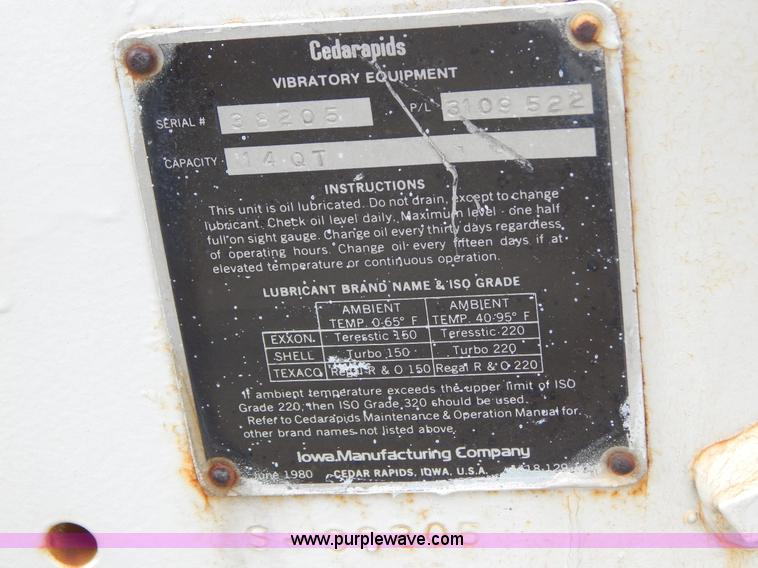 Cedarapids
VIBRATORY EQUIPMENT
SERIAL # 38205 P/L 3109 522
CAPACITY 14 QT
INSTRUCTIONS
This unit is oil lubricated. Do not drain, except to change
lubricant. Check oil level daily. Maximum level - one half
full on sight gauge. Change oil every thirty days regardless
of operating hours. Change oil every fifteen days if at
elevated temperature or continuous operation.
LUBRICANT BRAND NAME & ISO GRADE
AMBIENT AMBIENT
TEMP. 0-65° F TEMP. 40-95° F
EXXON Teresstic 150 Teresstic 220
SHELL Turbo 150 Turbo 220
TEXACO Regal R & O 150 Regal R & O 220
If ambient temperature exceeds the upper limit of ISO
Grade 220, then ISO Grade 320 should be used.
Refer to Cedarapids Maintenance & Operation Manual for
other brand names not listed above.
Iowa Manufacturing Company
June 1980 CEDAR RAPIDS, IOWA, U.S.A.
S 38205
www.purplewave.com